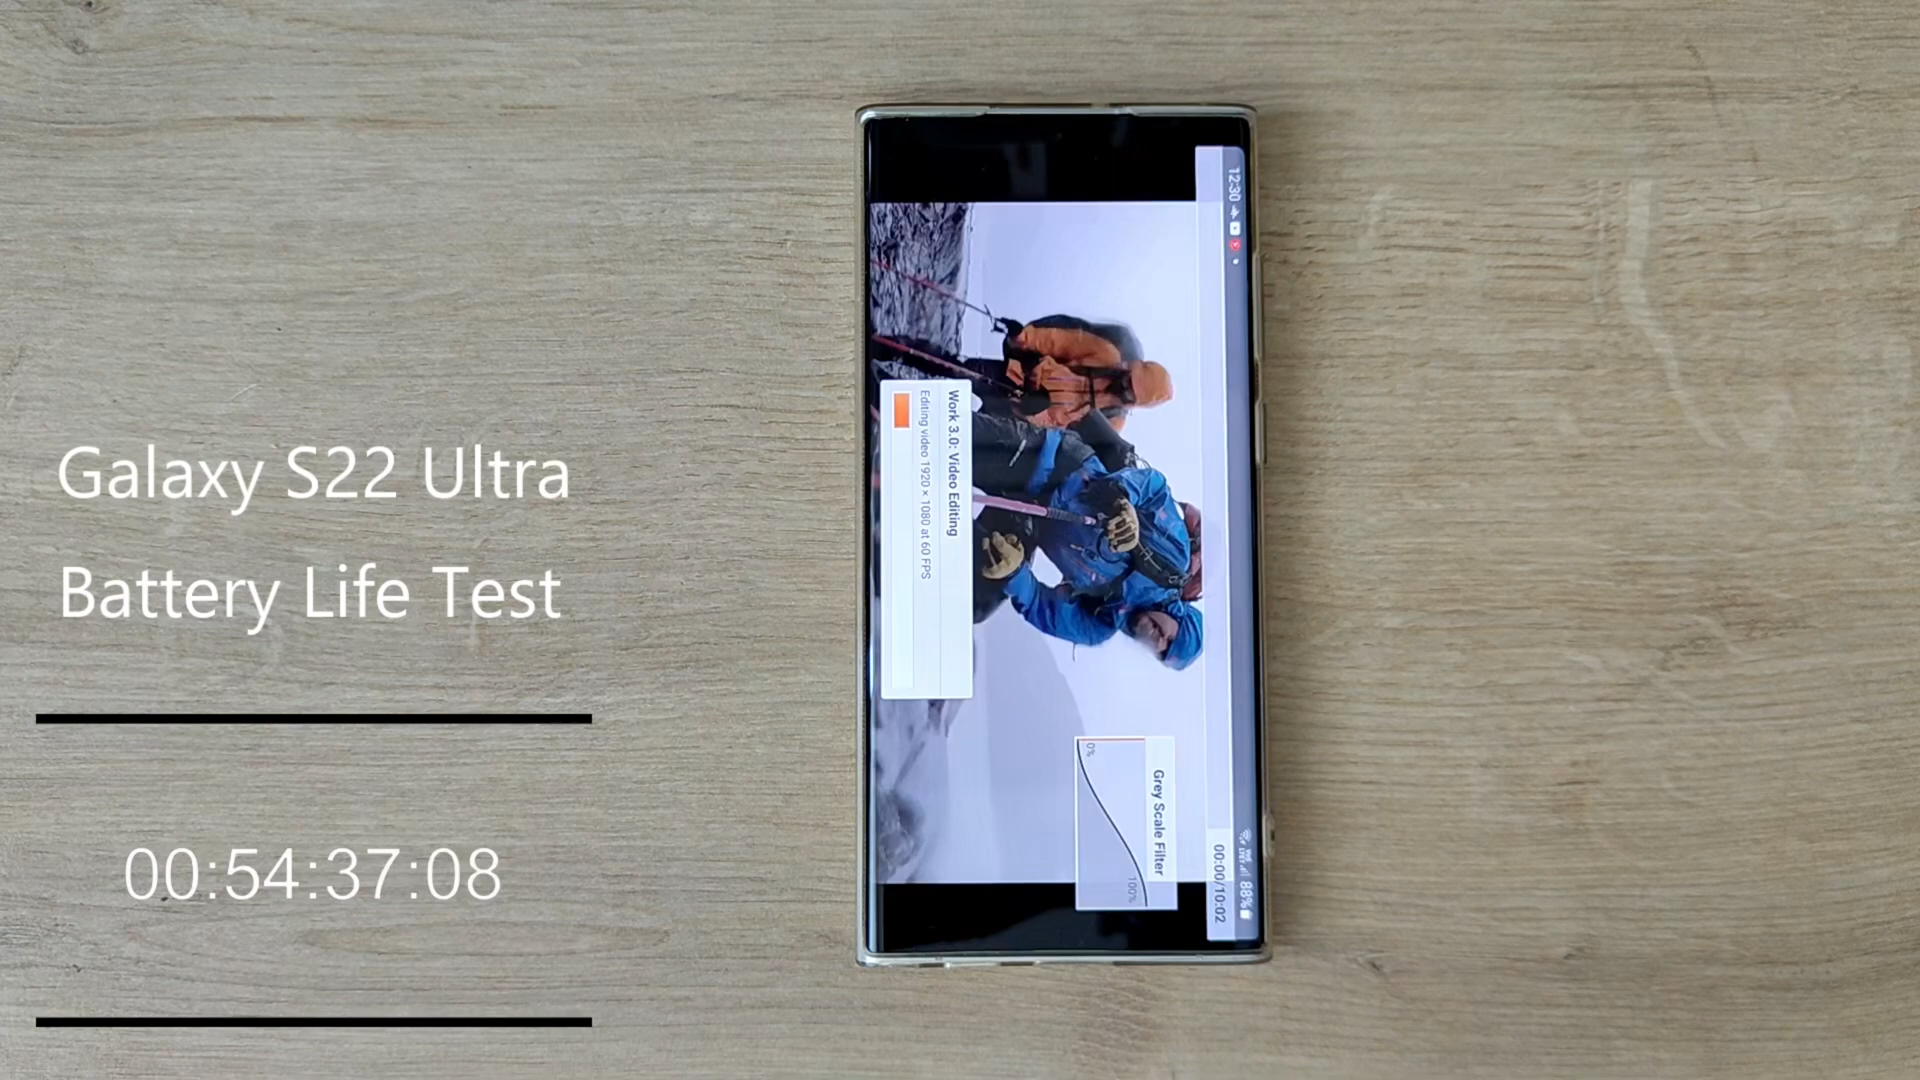 Galaxy S22 Ultra
Battery Life Test
00:54:37:08
12:30
88%
00:00/10:02
Work 3.0: Video Editing
Editing video 1920 × 1080 at 60 FPS
Grey Scale Filter
0%
100%